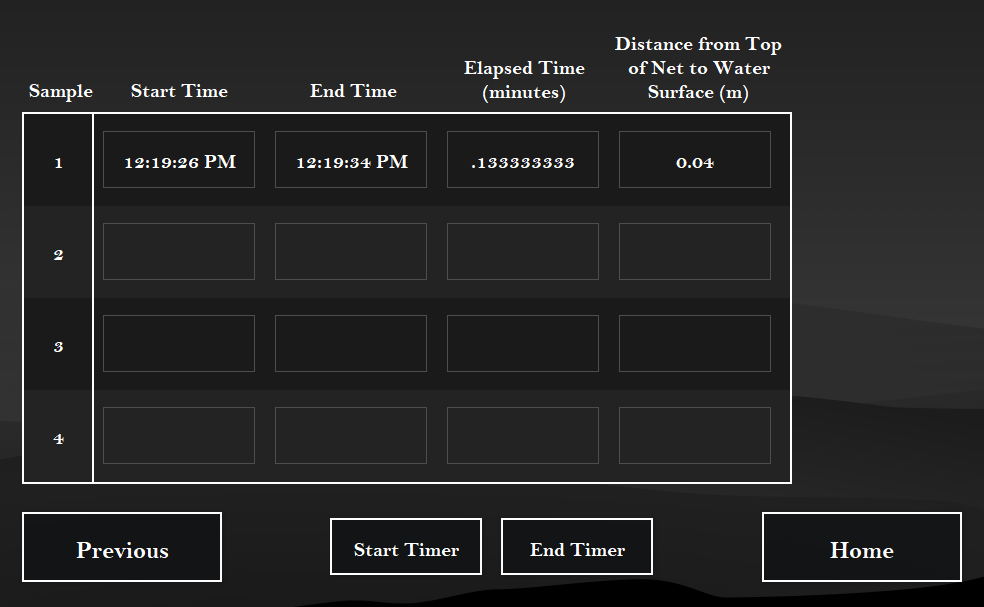 Sample
Start Time
End Time
Elapsed Time
(minutes)
Distance from Top
of Net to Water
Surface (m)
1
12:19:26 PM
12:19:34 PM
.133333333
0.04
2
3
4
Previous
Start Timer
End Timer
Home